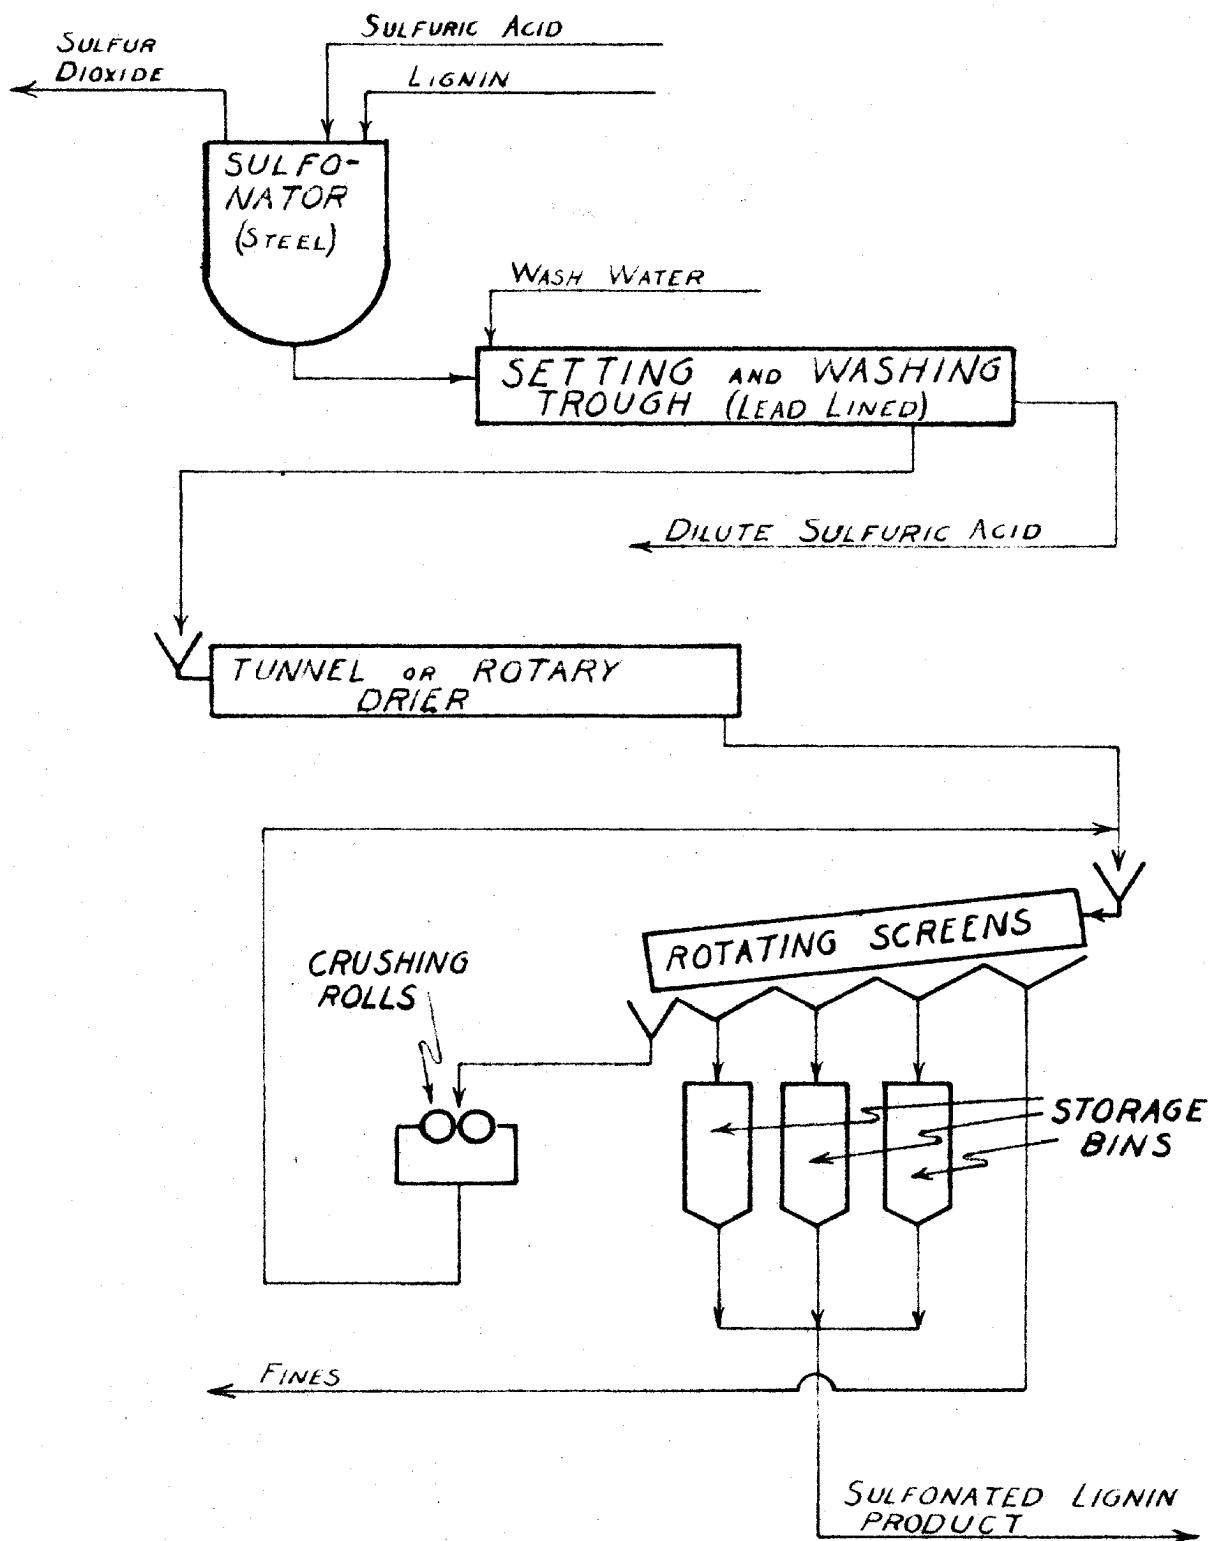 SULFURIC ACID
SULFUR
DIOXIDE
LIGNIN
SULFO-
NATOR
(STEEL)
WASH WATER
SETTING AND WASHING
TROUGH (LEAD LINED)
DILUTE SULFURIC ACID
TUNNEL OR ROTARY
DRIER
ROTATING SCREENS
CRUSHING
ROLLS
STORAGE
BINS
FINES
SULFONATED LIGNIN
PRODUCT